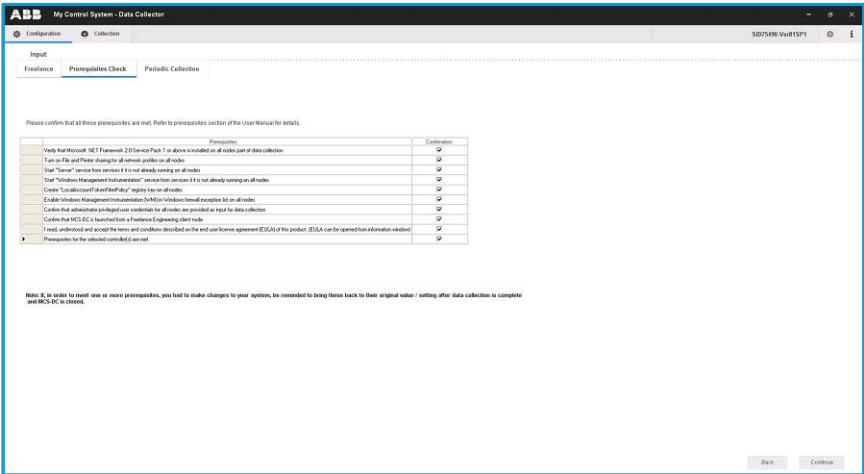 ABB My Control System - Data Collector
Configuration Collection SID75490-Ver01SP1
Input
Freelance Prerequisites Check Periodic Collection
Please confirm that all these prerequisites are met. Refer to prerequisites section of the User Manual for details.
Prerequisites Confirmation
Verify that Microsoft .NET Framework 2.0 Service Pack 1 or above is installed on all nodes part of data collection
Turn on File and Printer sharing for all network profiles on all nodes
Start "Server" service from services if it is not already running on all nodes
Start "Windows Management Instrumentation" service from services if it is not already running on all nodes
Create "LocalAccountTokenFilterPolicy" registry key on all nodes
Enable Windows Management Instrumentation (WMI) in Windows firewall exception list on all nodes
Confirm that administrator privileged user credentials for all nodes are provided as input for data collection
Confirm that MCS-DC is launched from a Freelance Engineering client node
I read, understood and accept the terms and conditions described on the end user license agreement (EULA) of this product. (EULA can be opened from information window)
Prerequisites for the selected controller(s) are met
Note: If, in order to meet one or more prerequisites, you had to make changes to your system, be reminded to bring these back to their original value / setting after data collection is complete
and MCS-DC is closed.
Back Continue